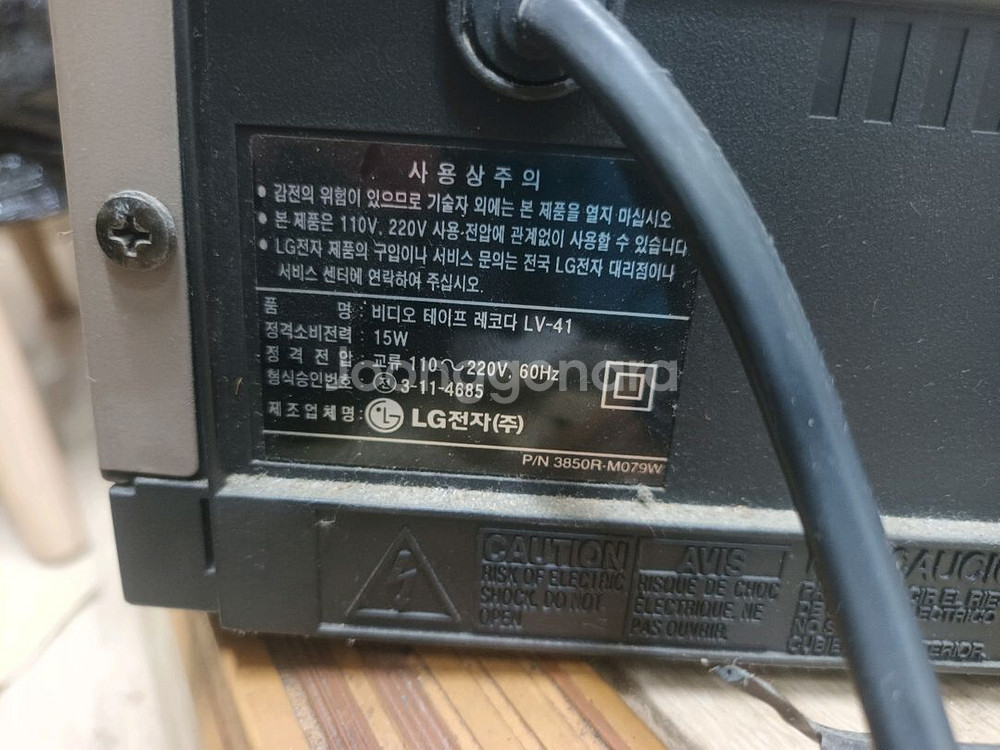 사용상주의
• 감전의 위험이 있으므로 기술자 외에는 본 제품을 열지 마십시오
• 본 제품은 110V, 220V 사용전압에 관계없이 사용할 수 있습니다
• LG전자 제품의 구입이나 서비스 문의는 전국 LG전자 대리점이나
서비스 센터에 연락하여 주십시오.
품 명 : 비디오 테이프 레코다 LV-41
정격소비전력 : 15W
정격전압 : 교류 110~220V, 60Hz
형식승인번호 : 전 3-11-4685
제조업체명 : LG LG전자(주)
P/N 3850R-M079W
joonggonara
CAUTION
RISK OF ELECTRIC
SHOCK. DO NOT
OPEN
AVIS
RISQUE DE CHOC
ELECTRIQUE NE
PAS OUVRIR.